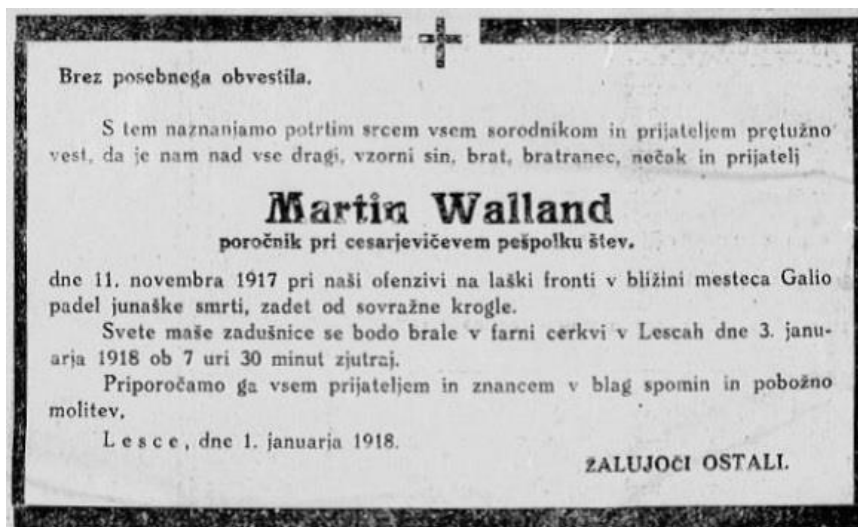 Brez posebnega obvestila.
S tem naznanjamo potrtim srcem vsem sorodnikom in prijateljem pretužno
vest, da je nam nad vse dragi, vzorni sin, brat, bratranec, nečak in prijatelj
Martin Walland
poročnik pri cesarjevičevem pešpolku štev.
dne 11. novembra 1917 pri naši ofenzivi na laški fronti v bližini mesteca Galio
padel junaške smrti, zadet od sovražne krogle.
Svete maše zadušnice se bodo brale v farni cerkvi v Lescah dne 3. janu-
arja 1918 ob 7 uri 30 minut zjutraj.
Priporočamo ga vsem prijateljem in znancem v blag spomin in pobožno
molitev.
Lesce, dne 1. januarja 1918.
ŽALUJOČI OSTALI.